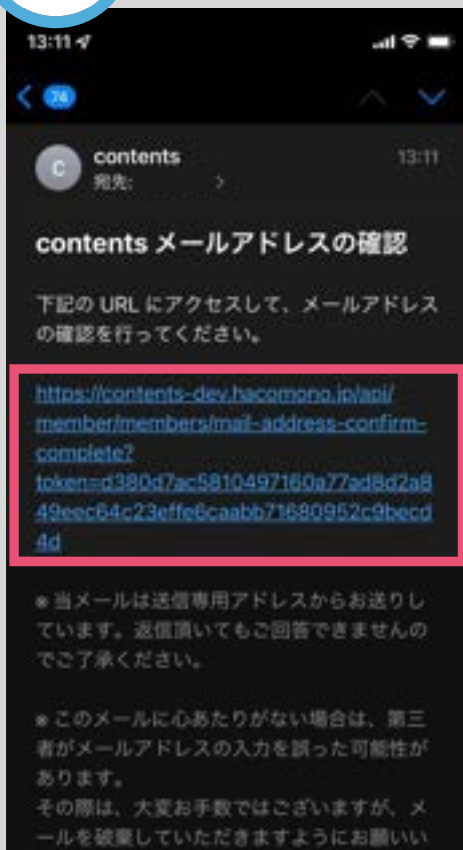 13:11
74
C
contents
13:11
宛先:
contents メールアドレスの確認
下記の URL にアクセスして、メールアドレス
の確認を行ってください。
https://contents-dev.hacomono.jp/api/
member/members/mail-address-confirm-
complete?
token=d380d7ac5810497160a77ad8d2a8
49eec64c23effe6caabb71680952c9becd
4d
※ 当メールは送信専用アドレスからお送りし
ています。返信頂いてもご回答できませんの
でご了承ください。
※ このメールに心あたりがない場合は、第三
者がメールアドレスの入力を誤った可能性が
あります。
その際は、大変お手数ではございますが、メ
ールを破棄していただきますようにお願いい